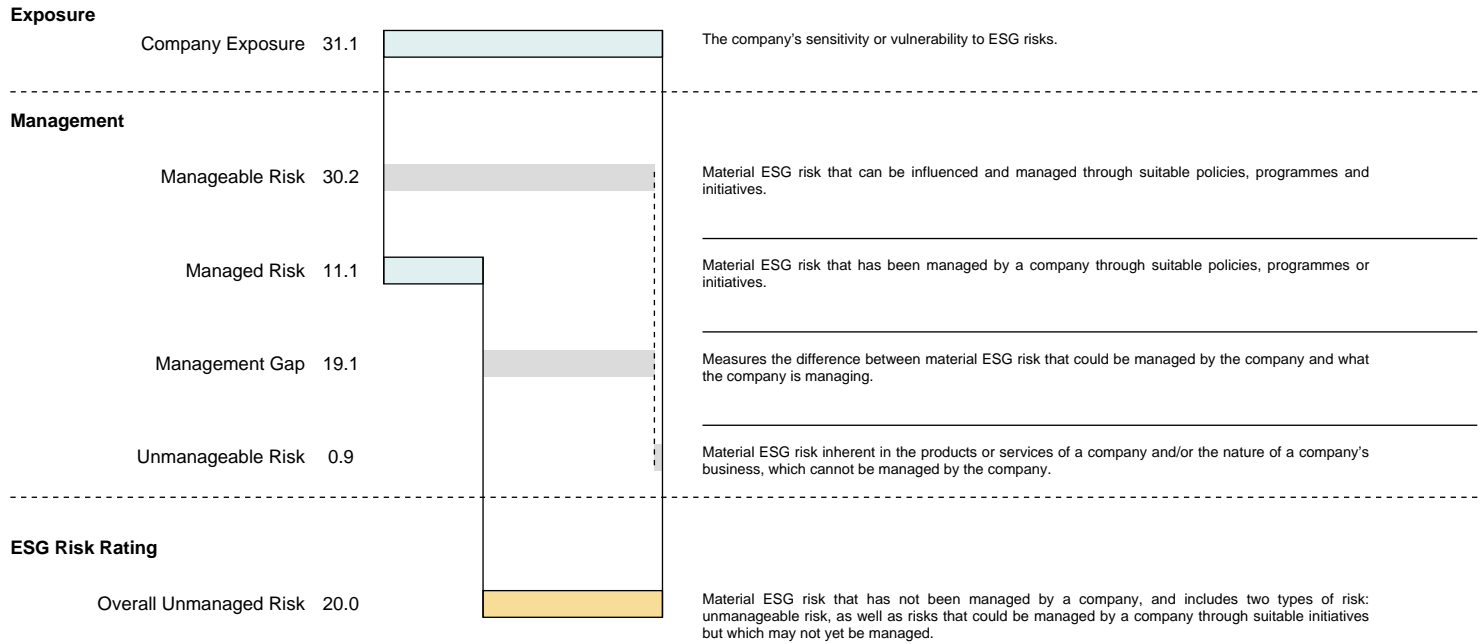 Exposure
Company Exposure 31.1
The company’s sensitivity or vulnerability to ESG risks.
Management
Manageable Risk 30.2
Material ESG risk that can be influenced and managed through suitable policies, programmes and
initiatives.
Managed Risk 11.1
Material ESG risk that has been managed by a company through suitable policies, programmes or
initiatives.
Management Gap 19.1
Measures the difference between material ESG risk that could be managed by the company and what
the company is managing.
Unmanageable Risk 0.9
Material ESG risk inherent in the products or services of a company and/or the nature of a company’s
business, which cannot be managed by the company.
ESG Risk Rating
Overall Unmanaged Risk 20.0
Material ESG risk that has not been managed by a company, and includes two types of risk:
unmanageable risk, as well as risks that could be managed by a company through suitable initiatives
but which may not yet be managed.